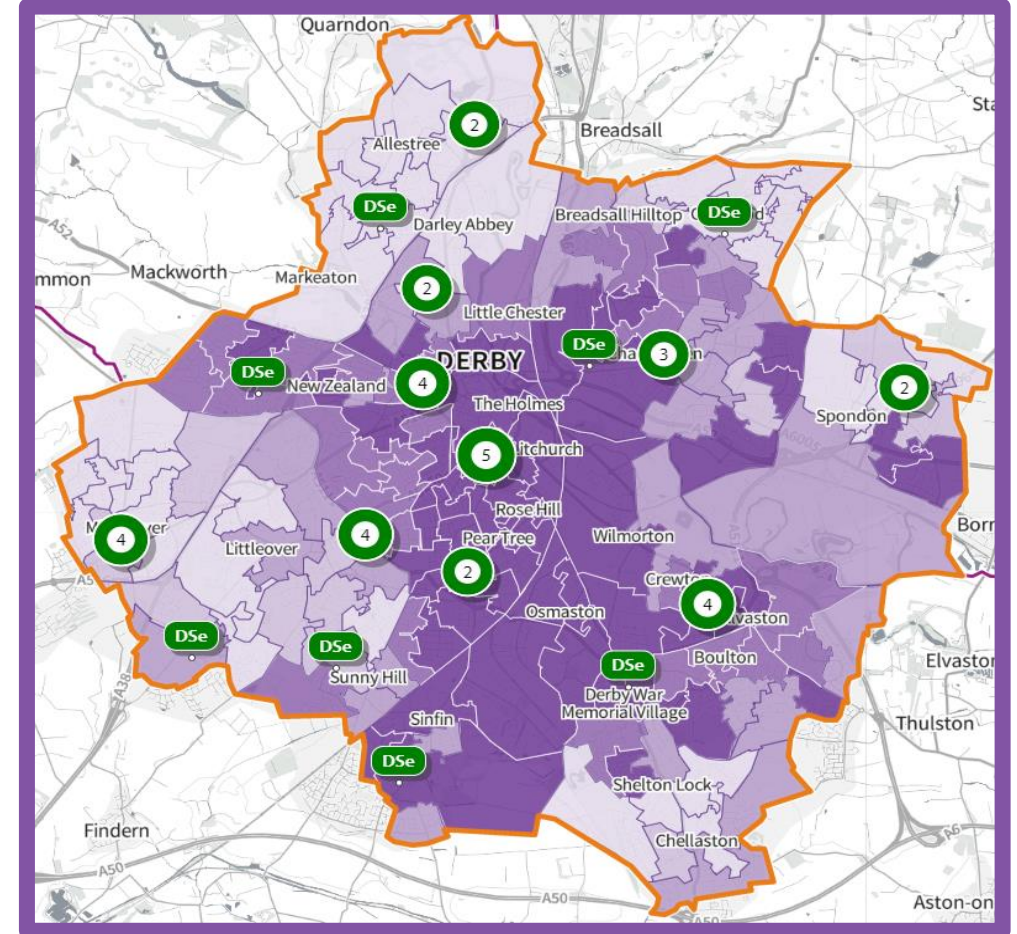 Quarndon
Sta
2
Breadsall
Allestree
DSe
DSe
Breadsall Hilltop
Darley Abbey
A52
mmon
Mackworth
Markeaton
2
Little Chester
DSe
3
DERBY
DSe
New Zealand
4
2
The Holmes
Spondon
5
Litchurch
A6005
Rose Hill
Born
4
4
Pear Tree
Wilmorton
Littleover
2
A5
Crewton
4
Osmaston
DSe
DSe
DSe
Boulton
Elvaston
Sunny Hill
A38
Derby War
Memorial Village
Sinfin
Thulston
DSe
Shelton Lock
Findern
Chellaston
A6
A50
A50
A50
Aston-on